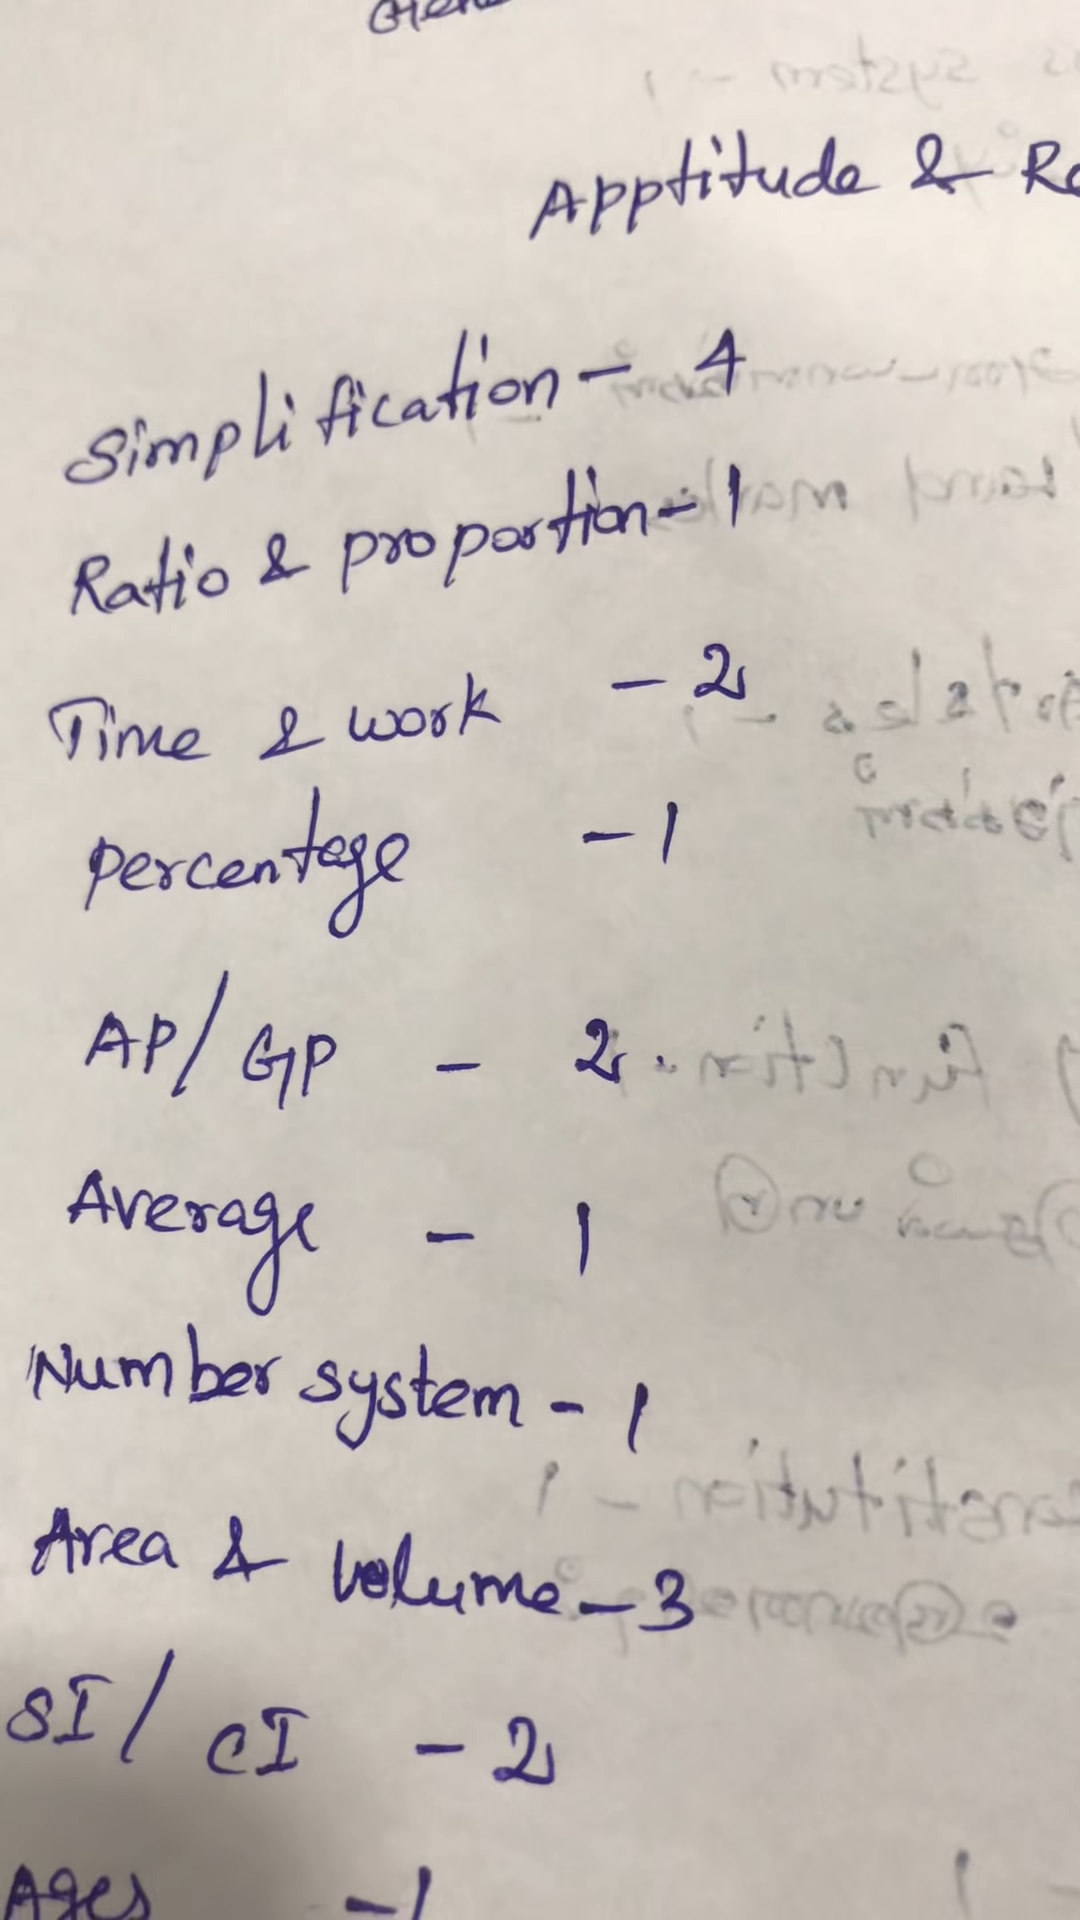 Apptitude &
Simplification - 4
Ratio & proportion - 1
Time & work - 2
Percentage - 1
AP/GP - 2
Average - 1
Number system - 1
Area & volume - 3
SI/CI - 2
Ages - 1